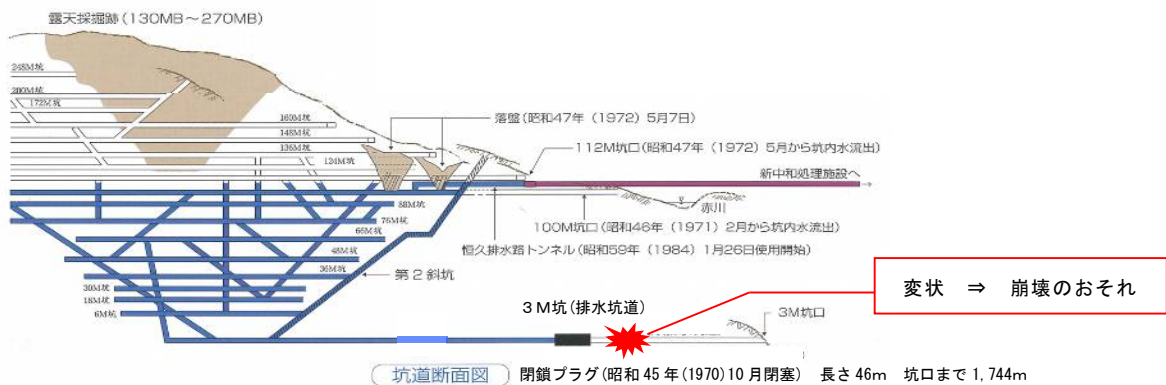 露天採掘跡(130MB～270MB)
248M坑
200M坑
172M坑
160M坑
148M坑
136M坑
124M坑
落盤(昭和47年(1972)5月7日)
112M坑口(昭和47年(1972)5月から坑内水流出)
新中和処理施設へ
赤川
88M坑
100M坑口(昭和46年(1971)2月から坑内水流出)
76M坑
恒久排水路トンネル(昭和59年(1984)1月26日使用開始)
66M坑
48M坑
36M坑
第2斜坑
30M坑
18M坑
6M坑
変状 ⇒ 崩壊のおそれ
3M坑(排水坑道)
3M坑口
坑道断面図 閉鎖プラグ(昭和45年(1970)10月閉塞) 長さ46m 坑口まで1,744m